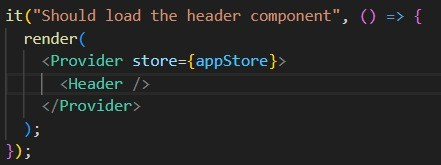 it("Should load the header component", () => {
  render(
    <Provider store={appStore}>
      <Header />
    </Provider>
  );
});